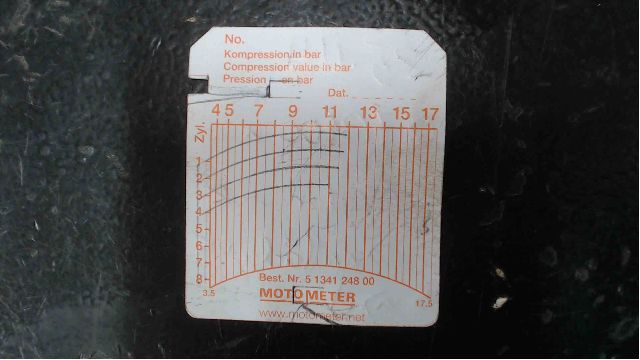 No.
Kompression in bar
Compression value in bar
Pression en bar
Dat.
4 5 7 9 11 13 15 17
Zyl.
1
2
3
4
5
6
7
8
3.5 17.5
Best. Nr. 5 1341 248 00
MOTOMETER
www.motometer.net